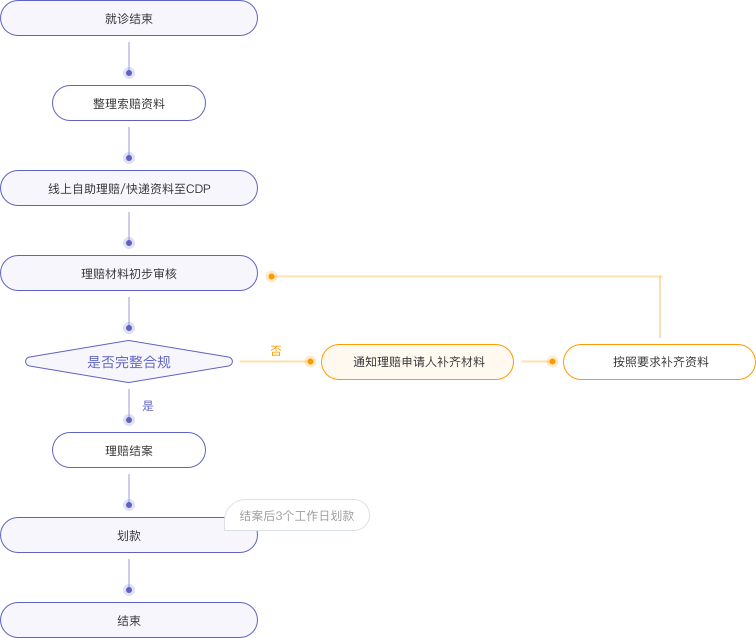 就诊结束
整理索赔资料
线上自助理赔/快递资料至CDP
理赔材料初步审核
是否完整合规
否
通知理赔申请人补齐材料
按照要求补齐资料
是
理赔结案
结案后3个工作日划款
划款
结束